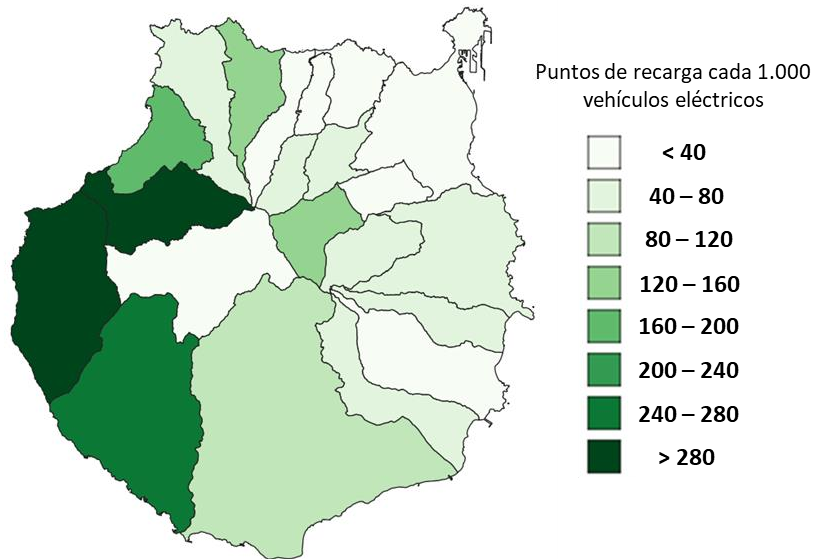 Puntos de recarga cada 1.000
vehículos eléctricos
< 40
40 – 80
80 – 120
120 – 160
160 – 200
200 – 240
240 – 280
> 280